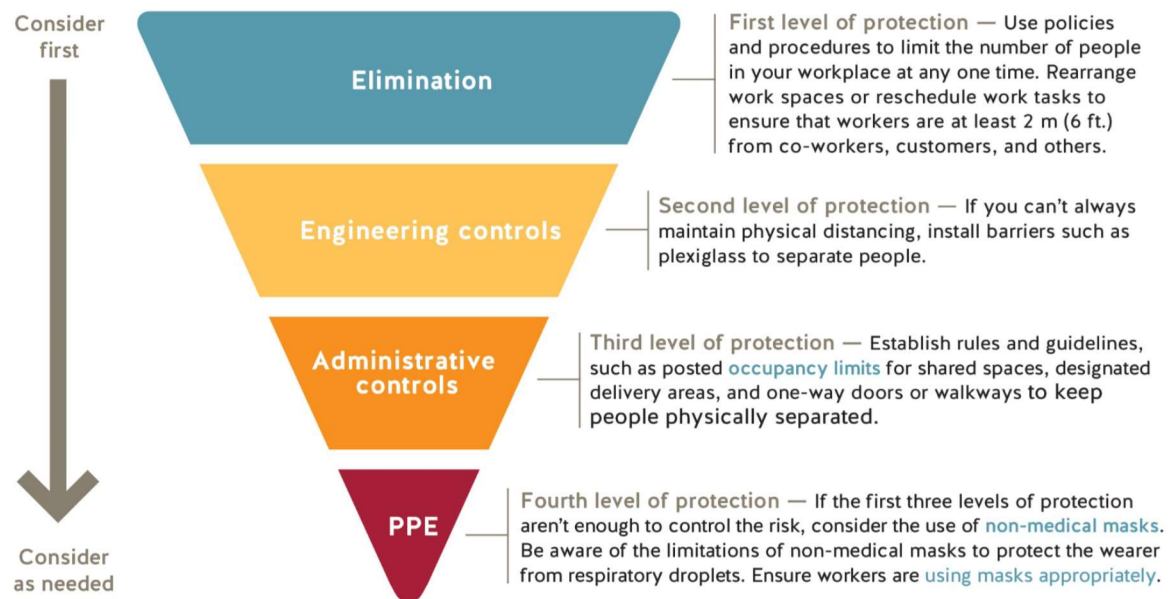 Consider
first
Elimination
First level of protection — Use policies
and procedures to limit the number of people
in your workplace at any one time. Rearrange
work spaces or reschedule work tasks to
ensure that workers are at least 2 m (6 ft.)
from co-workers, customers, and others.
Engineering controls
Second level of protection — If you can’t always
maintain physical distancing, install barriers such as
plexiglass to separate people.
Administrative
controls
Third level of protection — Establish rules and guidelines,
such as posted occupancy limits for shared spaces, designated
delivery areas, and one-way doors or walkways to keep
people physically separated.
PPE
Fourth level of protection — If the first three levels of protection
aren’t enough to control the risk, consider the use of non-medical masks.
Be aware of the limitations of non-medical masks to protect the wearer
from respiratory droplets. Ensure workers are using masks appropriately.
Consider
as needed